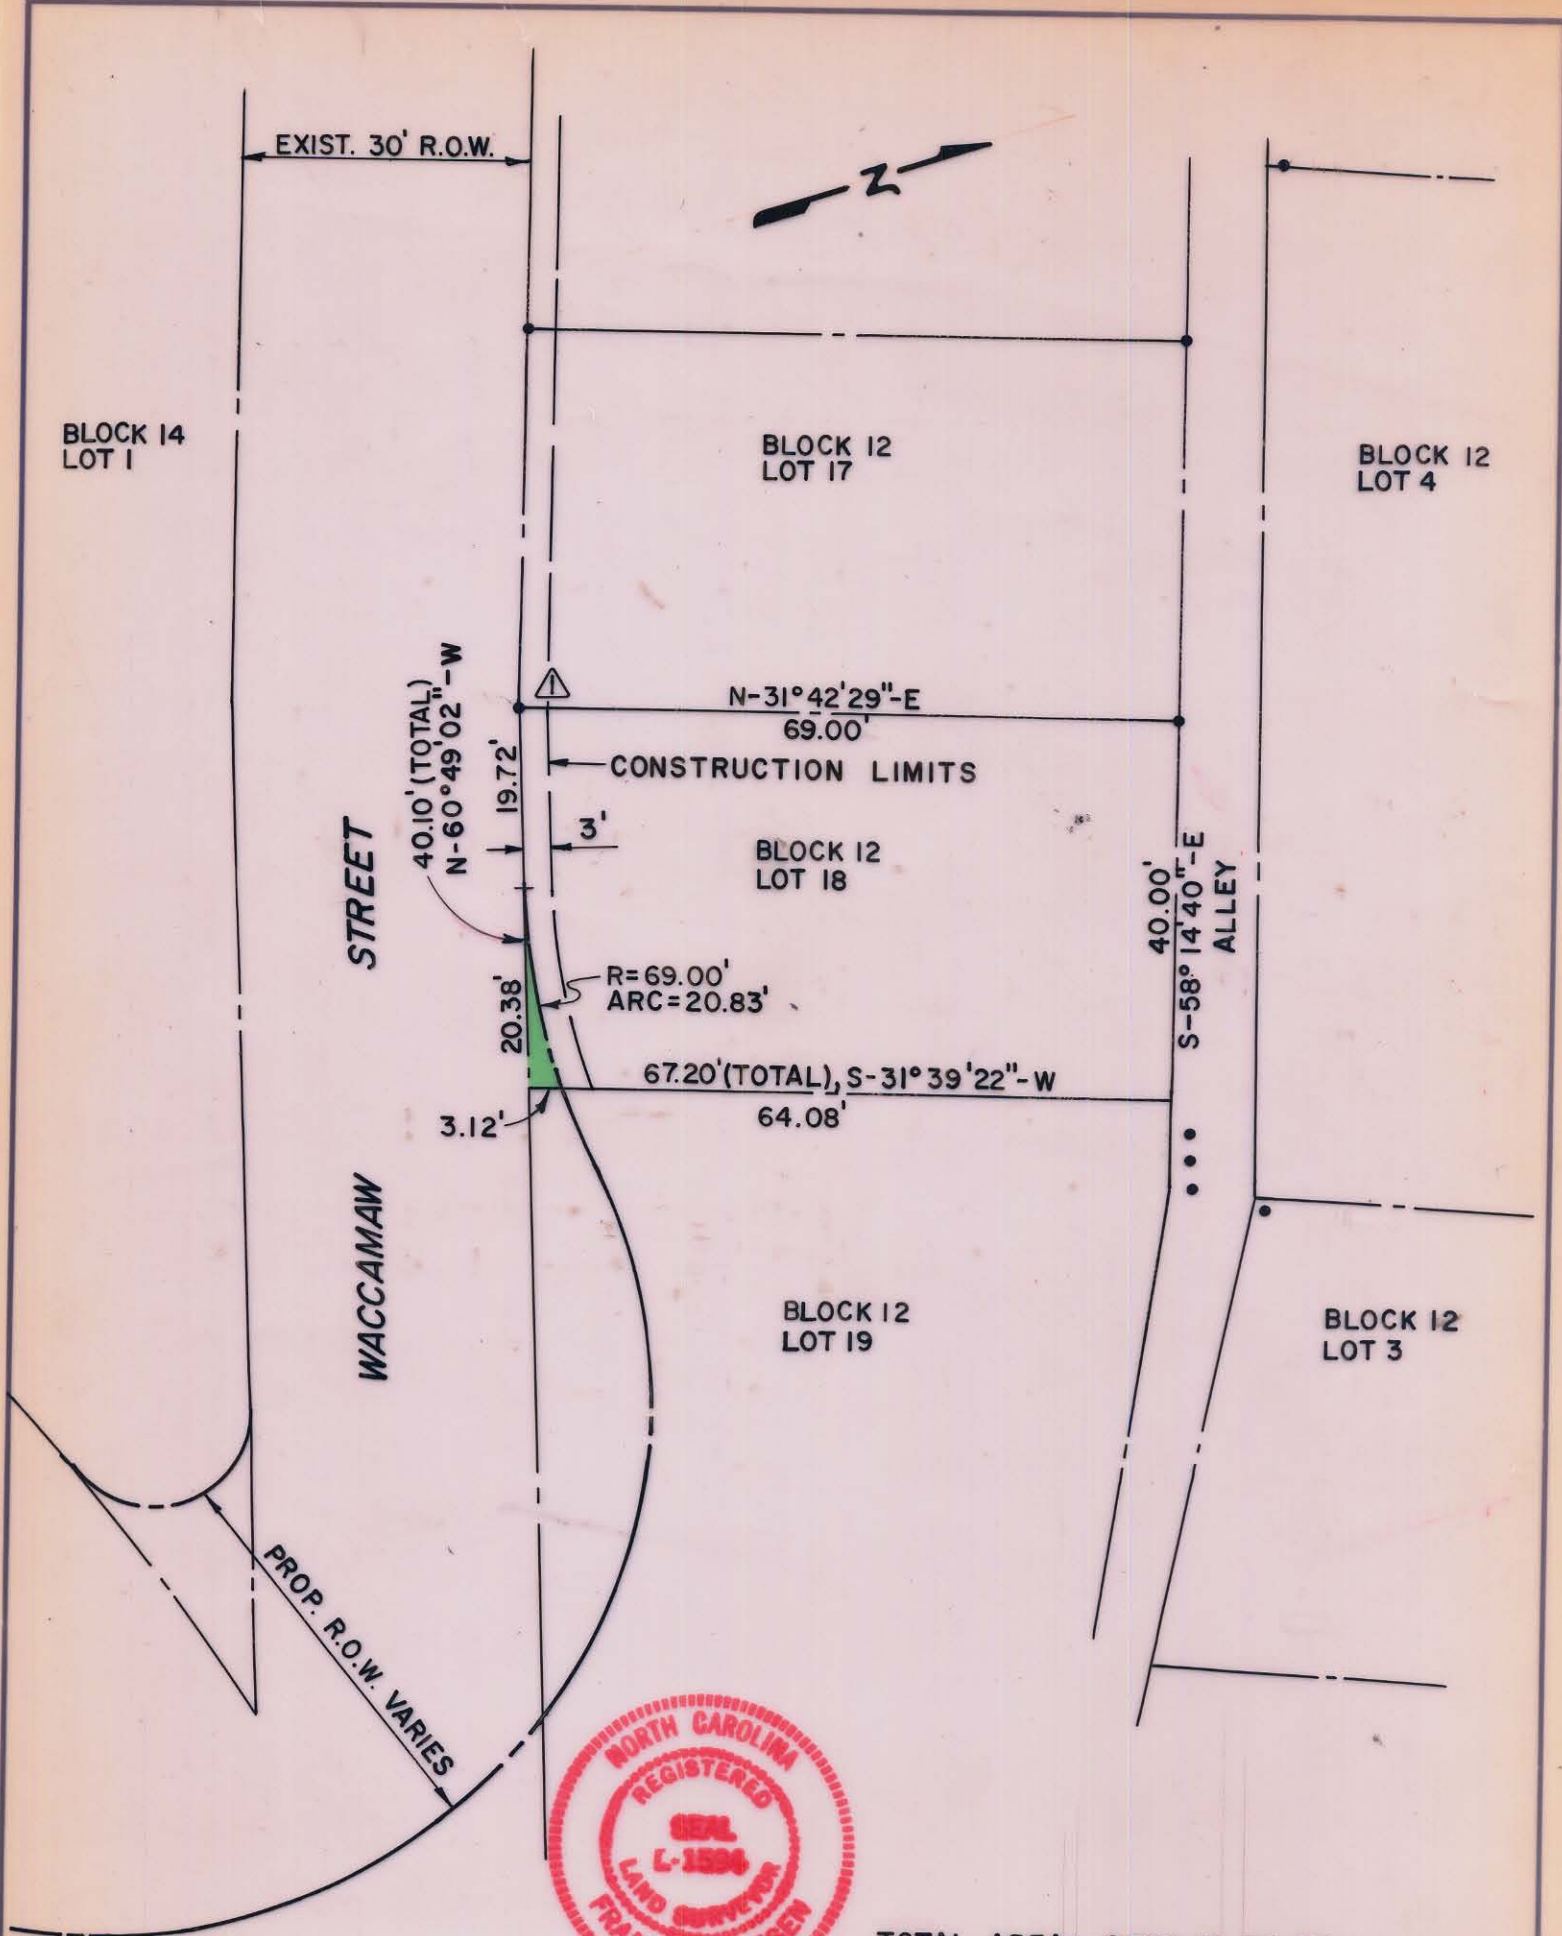 EXIST. 30' R.O.W.
N
BLOCK 14
LOT 1
BLOCK 12
LOT 17
BLOCK 12
LOT 4
40.10' (TOTAL)
N-60°49'02"-W
19.72'
N-31°42'29"-E
69.00'
CONSTRUCTION LIMITS
3'
BLOCK 12
LOT 18
STREET
40.00'
S-58°14'40"-E
ALLEY
R=69.00'
ARC=20.83'
20.38'
67.20'(TOTAL), S-31°39'22"-W
64.08'
3.12'
WACCAMAW
BLOCK 12
LOT 19
BLOCK 12
LOT 3
PROP. R.O.W. VARIES
NORTH CAROLINA
REGISTERED
SEAL
LAND SURVEYOR